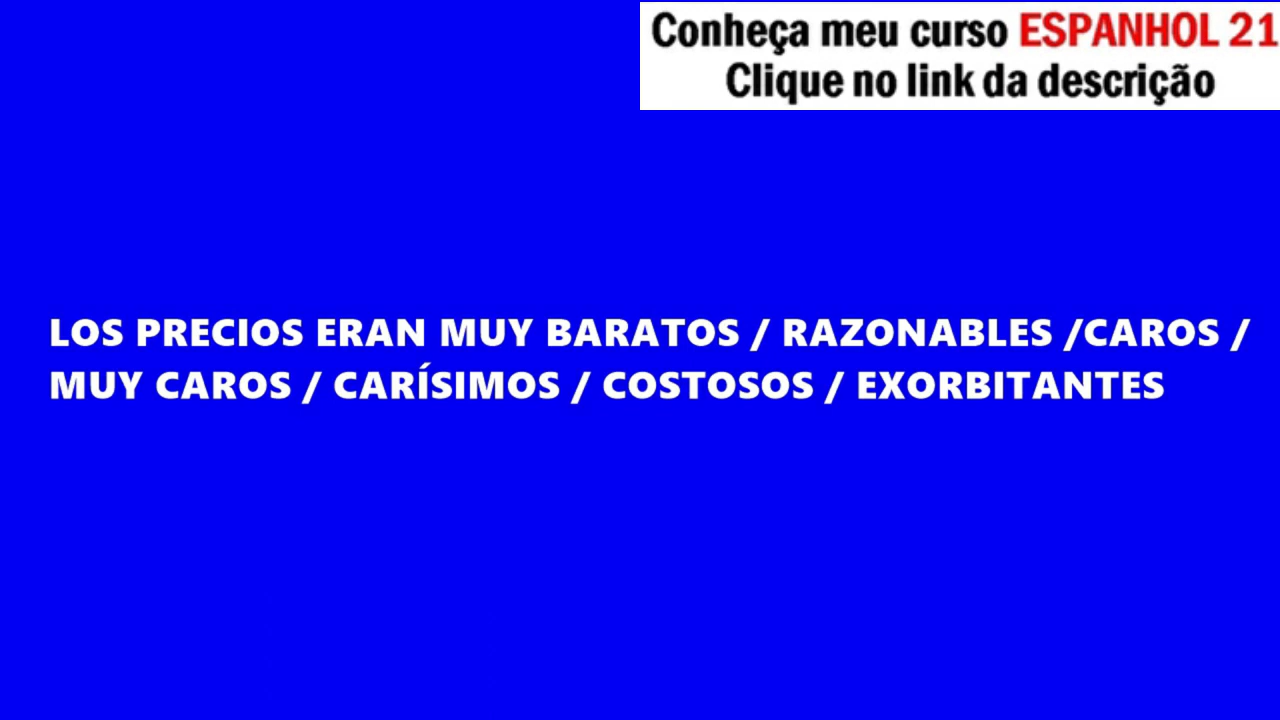 Conheça meu curso ESPANHOL 21
Clique no link da descrição
LOS PRECIOS ERAN MUY BARATOS / RAZONABLES /CAROS /
MUY CAROS / CARÍSIMOS / COSTOSOS / EXORBITANTES